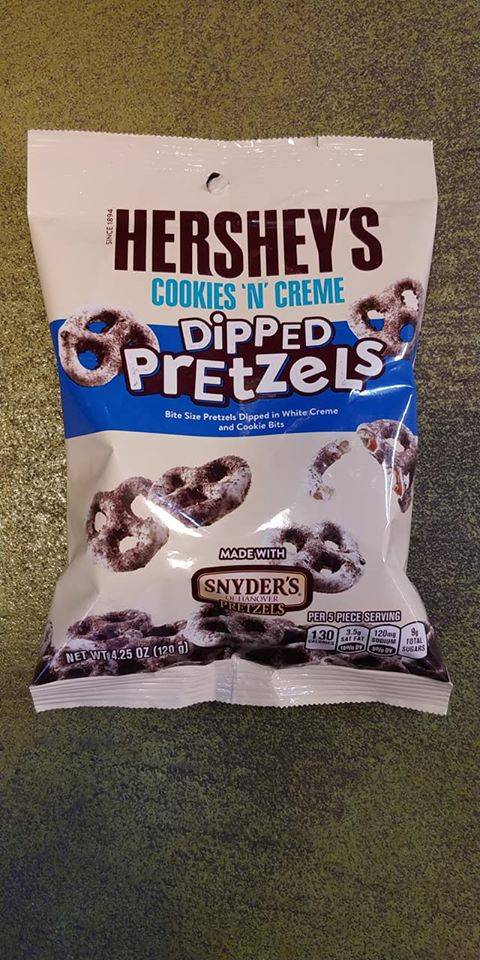 SINCE 1894
HERSHEY'S
COOKIES 'N' CREME
DIPPED
PrEtZeLS
Bite Size Pretzels Dipped in White Creme
and Cookie Bits
MADE WITH
SNYDER'S
OF HANOVER
PRETZELS
PER 5 PIECE SERVING
130 CALORIES
3.5g SAT FAT
120mg SODIUM 5% DV
9g TOTAL SUGARS
NET WT 4.25 OZ (120 g)